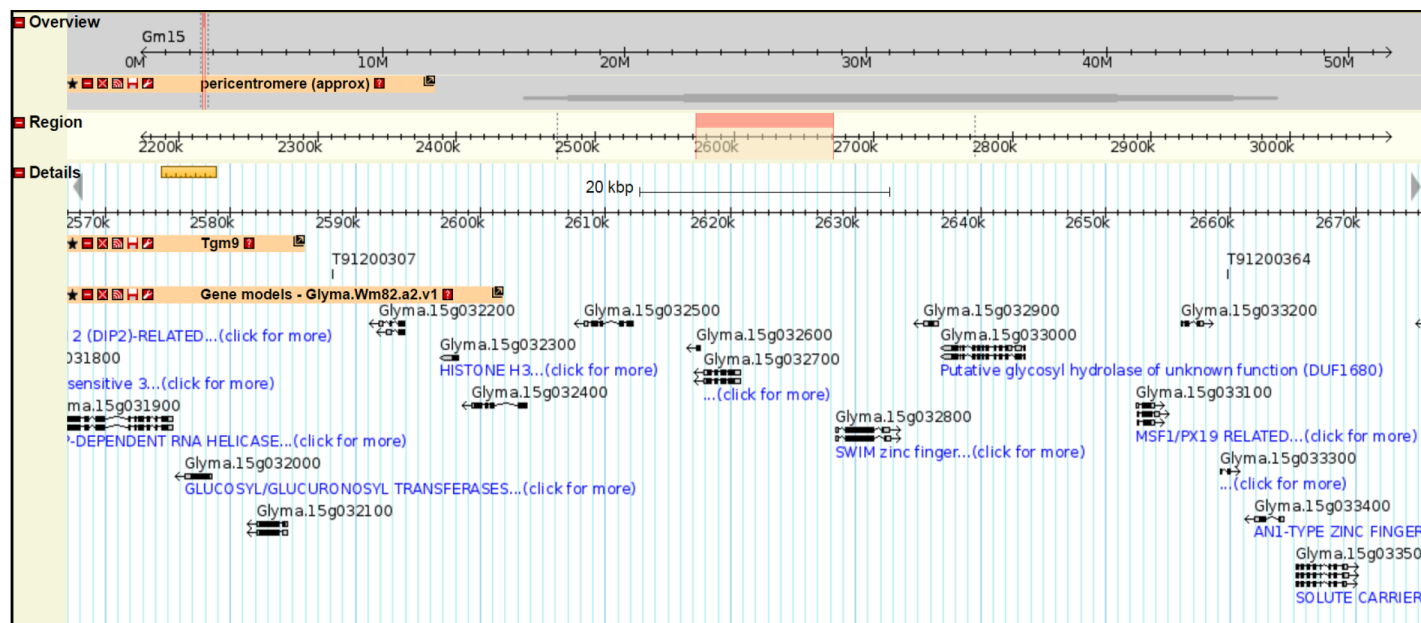 Overview
Gm15
0M 10M 20M 30M 40M 50M
pericentromere (approx) ?
Region
2200k 2300k 2400k 2500k 2600k 2700k 2800k 2900k 3000k
Details
20 kbp
2570k 2580k 2590k 2600k 2610k 2620k 2630k 2640k 2650k 2660k 2670k
Tgm9 ?
T91200307 T91200364
Gene models - Glyma.Wm82.a2.v1 ?
Glyma.15g032200 Glyma.15g032500 Glyma.15g032900 Glyma.15g033200
2 (DIP2)-RELATED...(click for more)
Glyma.15g032600 Glyma.15g033000
Glyma.15g032300
031800 Glyma.15g032700
HISTONE H3...(click for more) Putative glycosyl hydrolase of unknown function (DUF1680)
sensitive 3...(click for more)
Glyma.15g032400 ...(click for more) Glyma.15g033100
ma.15g031900
Glyma.15g032800
P-DEPENDENT RNA HELICASE...(click for more) MSF1/PX19 RELATED...(click for more)
SWIM zinc finger...(click for more)
Glyma.15g032000 Glyma.15g033300
GLUCOSYL/GLUCURONOSYL TRANSFERASES...(click for more) ...(click for more)
Glyma.15g032100 Glyma.15g033400
AN1-TYPE ZINC FINGER
Glyma.15g03350
SOLUTE CARRIER